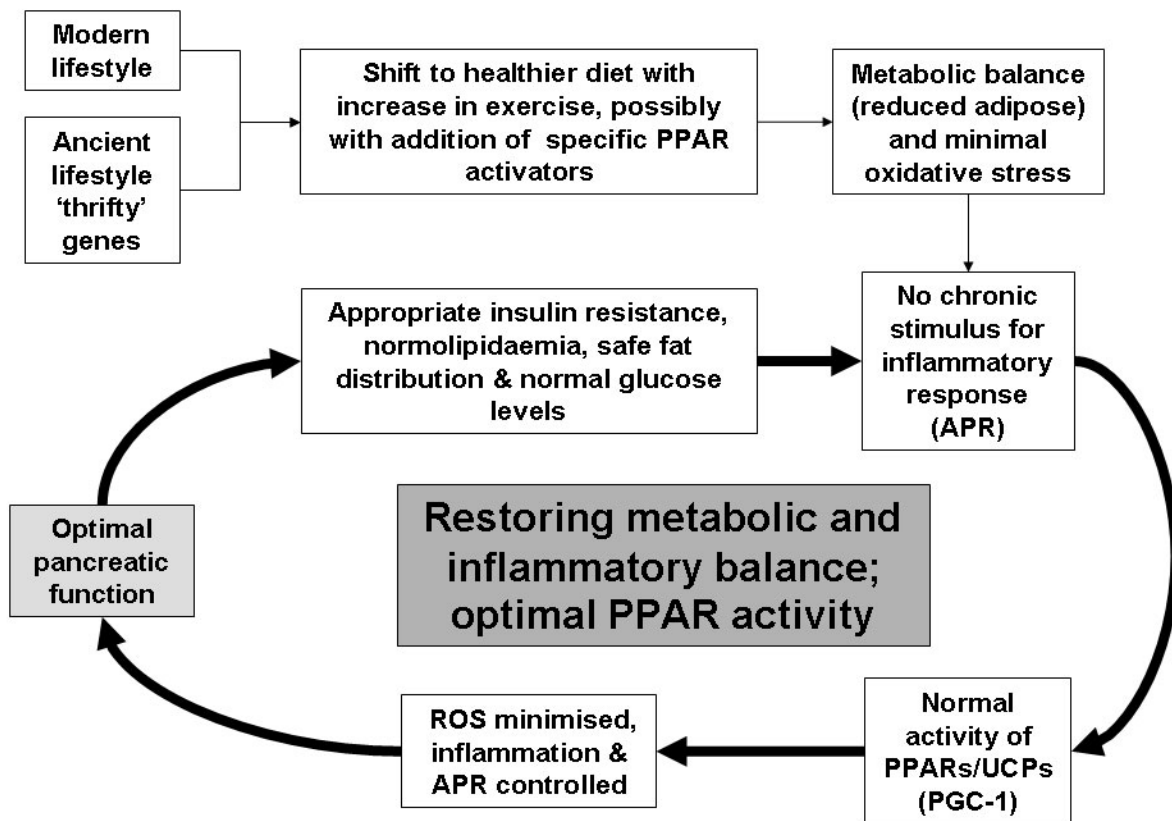 Modern
lifestyle
Ancient
lifestyle
‘thrifty’
genes
Shift to healthier diet with
increase in exercise, possibly
with addition of specific PPAR
activators
Metabolic balance
(reduced adipose)
and minimal
oxidative stress
Appropriate insulin resistance,
normolipidaemia, safe fat
distribution & normal glucose
levels
No chronic
stimulus for
inflammatory
response
(APR)
Optimal
pancreatic
function
Restoring metabolic and
inflammatory balance;
optimal PPAR activity
ROS minimised,
inflammation &
APR controlled
Normal
activity of
PPARs/UCPs
(PGC-1)